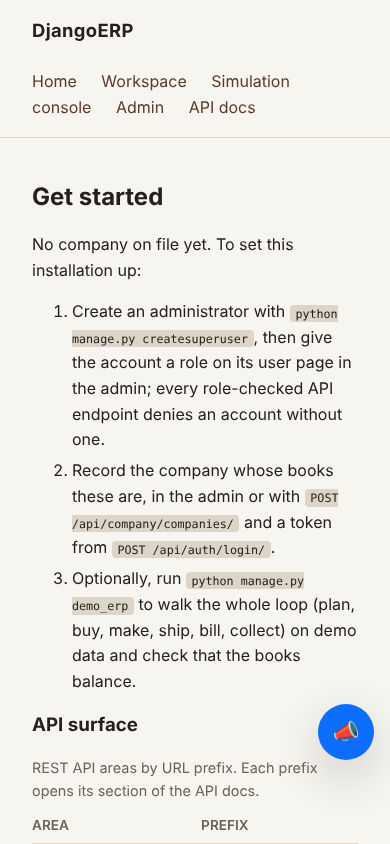 DjangoERP
Home Workspace Simulation
console Admin API docs
Get started
No company on file yet. To set this
installation up:
1. Create an administrator with python
manage.py createsuperuser, then give
the account a role on its user page in
the admin; every role-checked API
endpoint denies an account without
one.
2. Record the company whose books
these are, in the admin or with POST
/api/company/companies/ and a token
from POST /api/auth/login/.
3. Optionally, run python manage.py
demo_erp to walk the whole loop (plan,
buy, make, ship, bill, collect) on demo
data and check that the books
balance.
API surface
REST API areas by URL prefix. Each prefix
opens its section of the API docs.
AREA PREFIX